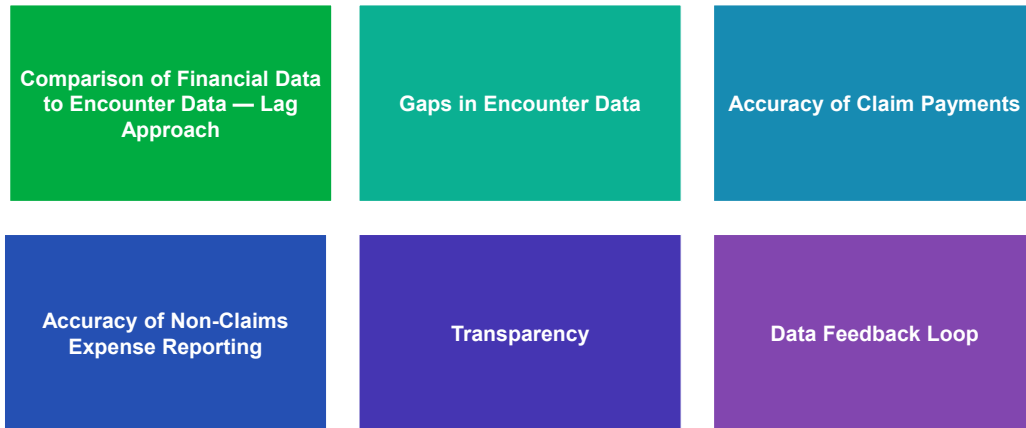 Comparison of Financial Data
to Encounter Data — Lag
Approach
Gaps in Encounter Data
Accuracy of Claim Payments
Accuracy of Non-Claims
Expense Reporting
Transparency
Data Feedback Loop